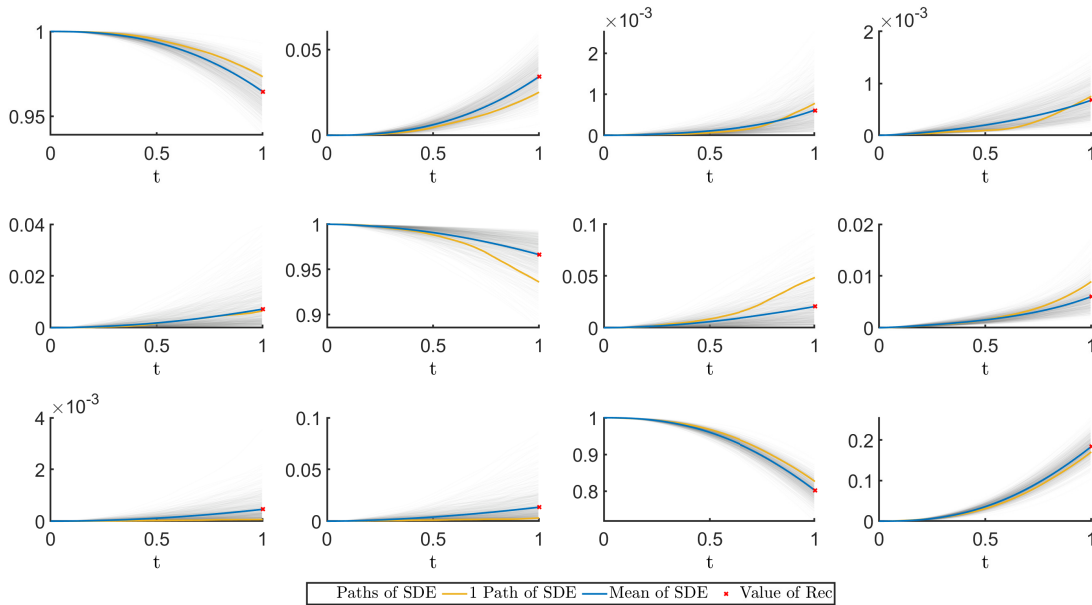 ×10⁻³ ×10⁻³
1 0.05 2 2
0.95 0 0 0
0 0.5 1 0 0.5 1 0 0.5 1 0 0.5 1
t t t t
0.04 1 0.1 0.02
0.02 0.95 0.05 0.01
0 0.9 0 0
0 0.5 1 0 0.5 1 0 0.5 1 0 0.5 1
t t t t
×10⁻³
4 0.1 1 0.2
2 0.05 0.9 0.1
0 0 0.8 0
0 0.5 1 0 0.5 1 0 0.5 1 0 0.5 1
t t t t
Paths of SDE 1 Path of SDE Mean of SDE Value of Rec